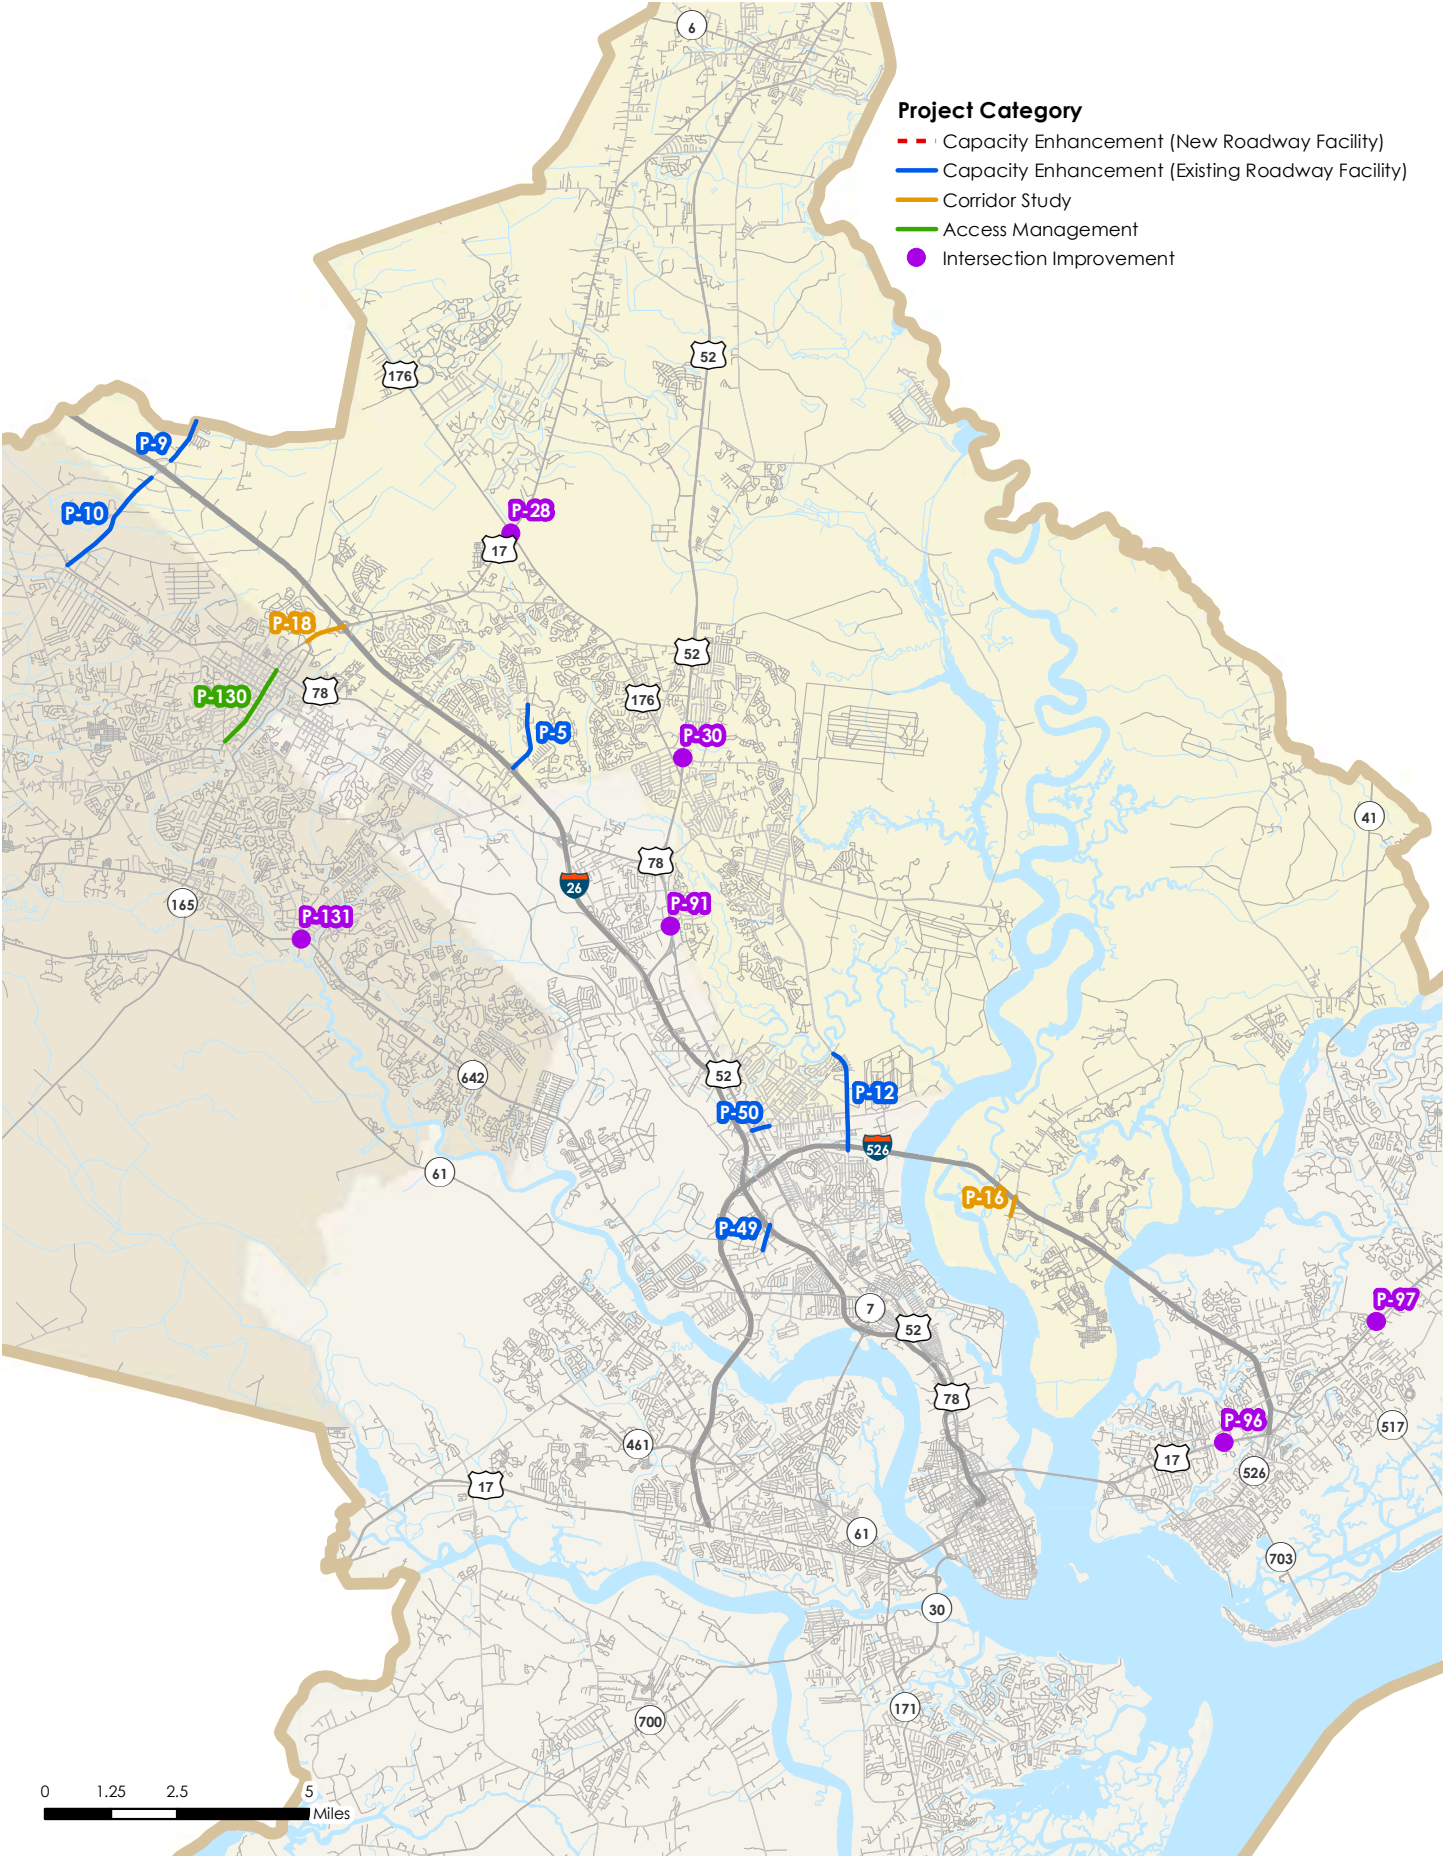 6
Project Category
Capacity Enhancement (New Roadway Facility)
Capacity Enhancement (Existing Roadway Facility)
Corridor Study
Access Management
Intersection Improvement
52
176
P-9
P-10
P-28
17
P-18
52
P-130
78
176
P-5
P-30
41
78
26
165
P-91
P-131
52
642
P-12
P-50
526
61
P-16
P-49
P-97
7
52
78
P-96
517
461
17
526
17
61
703
30
171
700
0 1.25 2.5 5
Miles